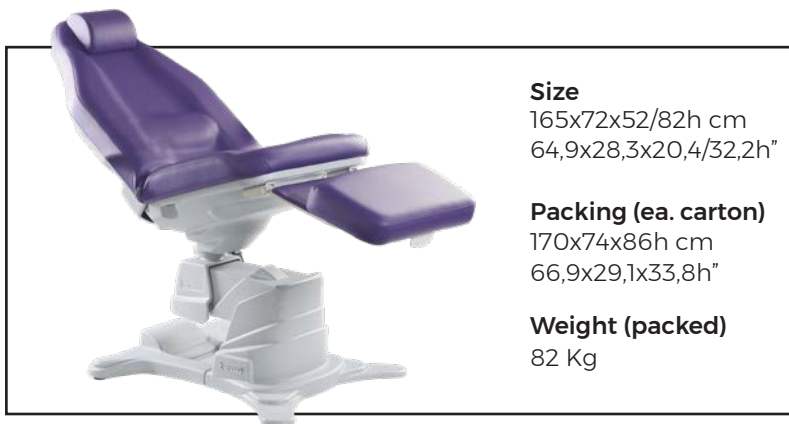 Size
165x72x52/82h cm
64,9x28,3x20,4/32,2h”
Packing (ea. carton)
170x74x86h cm
66,9x29,1x33,8h”
Weight (packed)
82 Kg